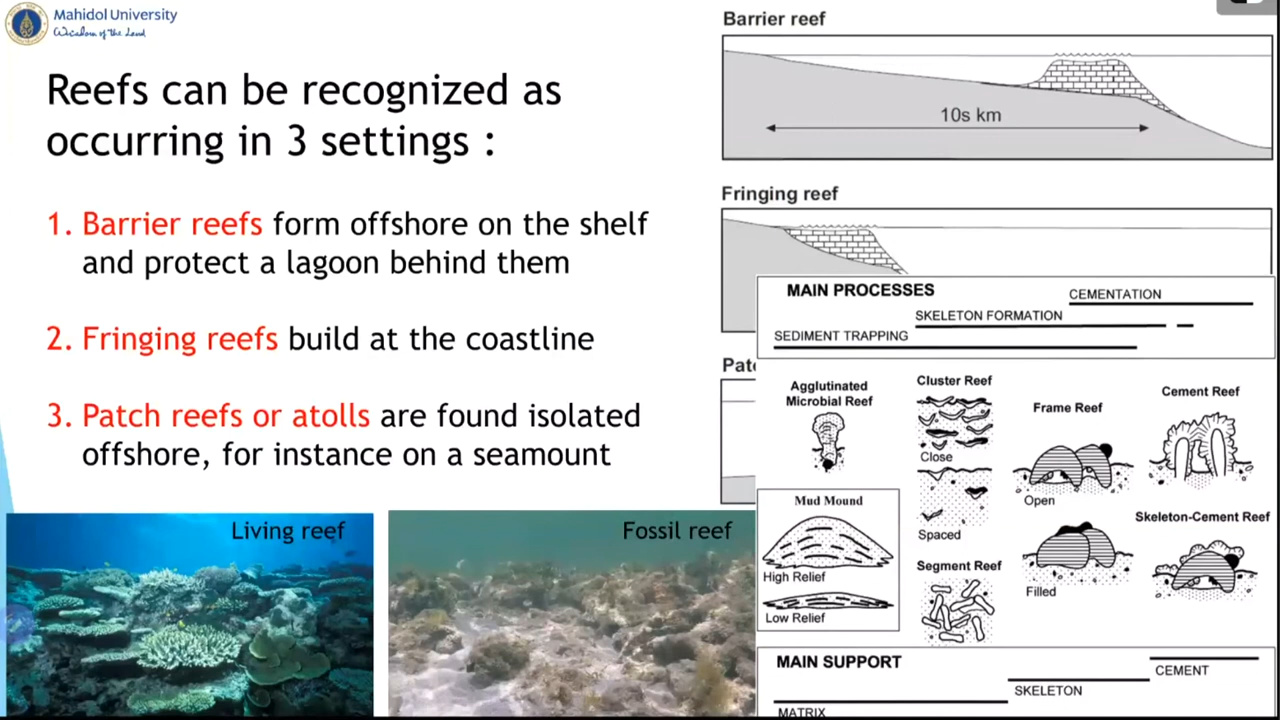 Mahidol University
Wisdom of the Land
Reefs can be recognized as
occurring in 3 settings :
1. Barrier reefs form offshore on the shelf
and protect a lagoon behind them
2. Fringing reefs build at the coastline
3. Patch reefs or atolls are found isolated
offshore, for instance on a seamount
Living reef
Fossil reef
Barrier reef
10s km
Fringing reef
MAIN PROCESSES
CEMENTATION
SKELETON FORMATION
SEDIMENT TRAPPING
Agglutinated
Microbial Reef
Cluster Reef
Close
Spaced
Frame Reef
Open
Filled
Cement Reef
Skeleton-Cement Reef
Mud Mound
High Relief
Low Relief
Segment Reef
MAIN SUPPORT
CEMENT
SKELETON
MATRIX